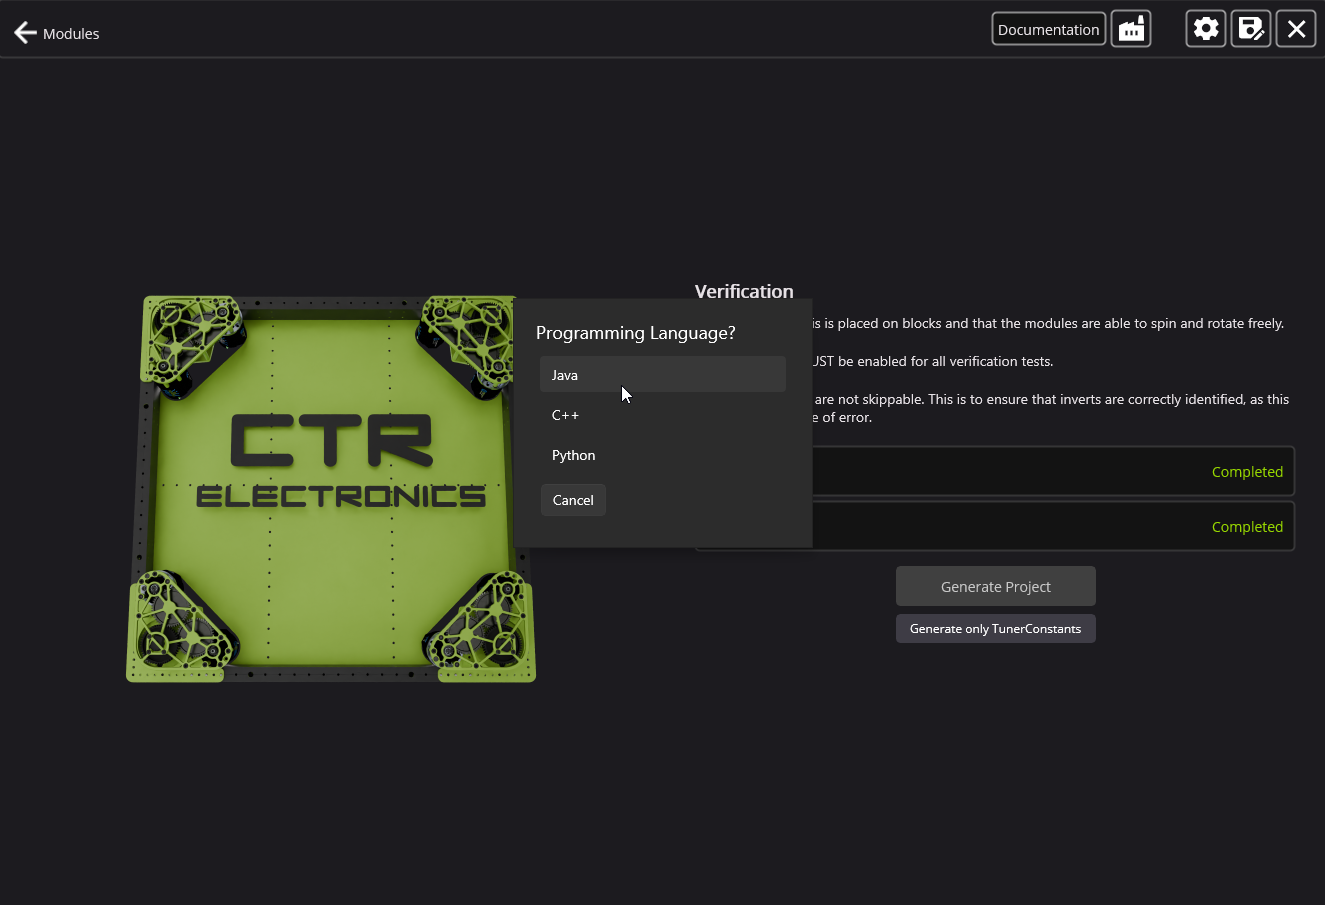 Modules
Documentation
Verification
is is placed on blocks and that the modules are able to spin and rotate freely.
UST be enabled for all verification tests.
are not skippable. This is to ensure that inverts are correctly identified, as this
e of error.
Programming Language?
Java
C++
Python
Cancel
Completed
Completed
Generate Project
Generate only TunerConstants
CTR
ELECTRONICS